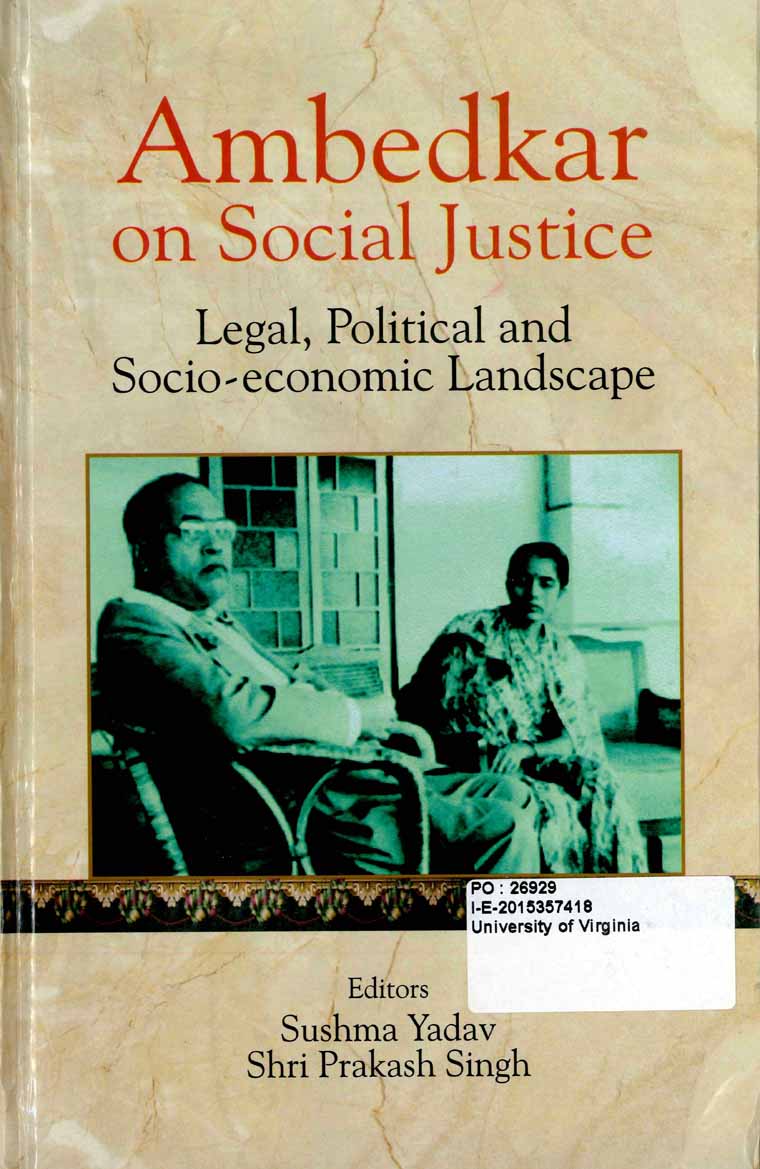 Ambedkar
on Social Justice
Legal, Political and
Socio-economic Landscape
PO : 26929
I-E-2015357418
University of Virginia
Editors
Sushma Yadav
Shri Prakash Singh